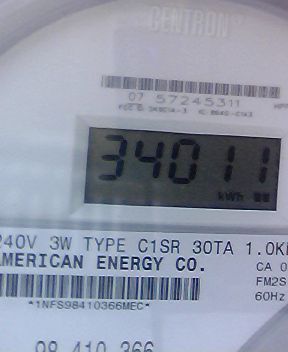 CENTRON
07 57245311
34011
kWh
240V 3W TYPE C1SR 30TA 1.0K
AMERICAN ENERGY CO.
CA 0
FM2S
60Hz
*1NFS98410366MEC*
98 410 366